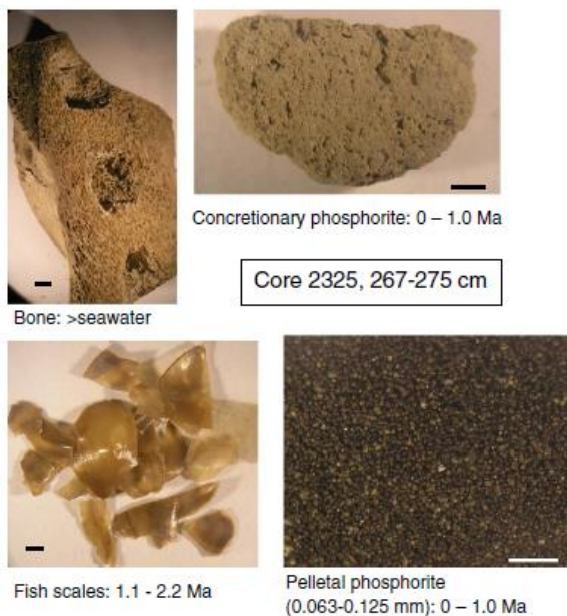 Concretionary phosphorite: 0 – 1.0 Ma
Core 2325, 267-275 cm
Bone: >seawater
Fish scales: 1.1 - 2.2 Ma
Pelletal phosphorite
(0.063-0.125 mm): 0 – 1.0 Ma